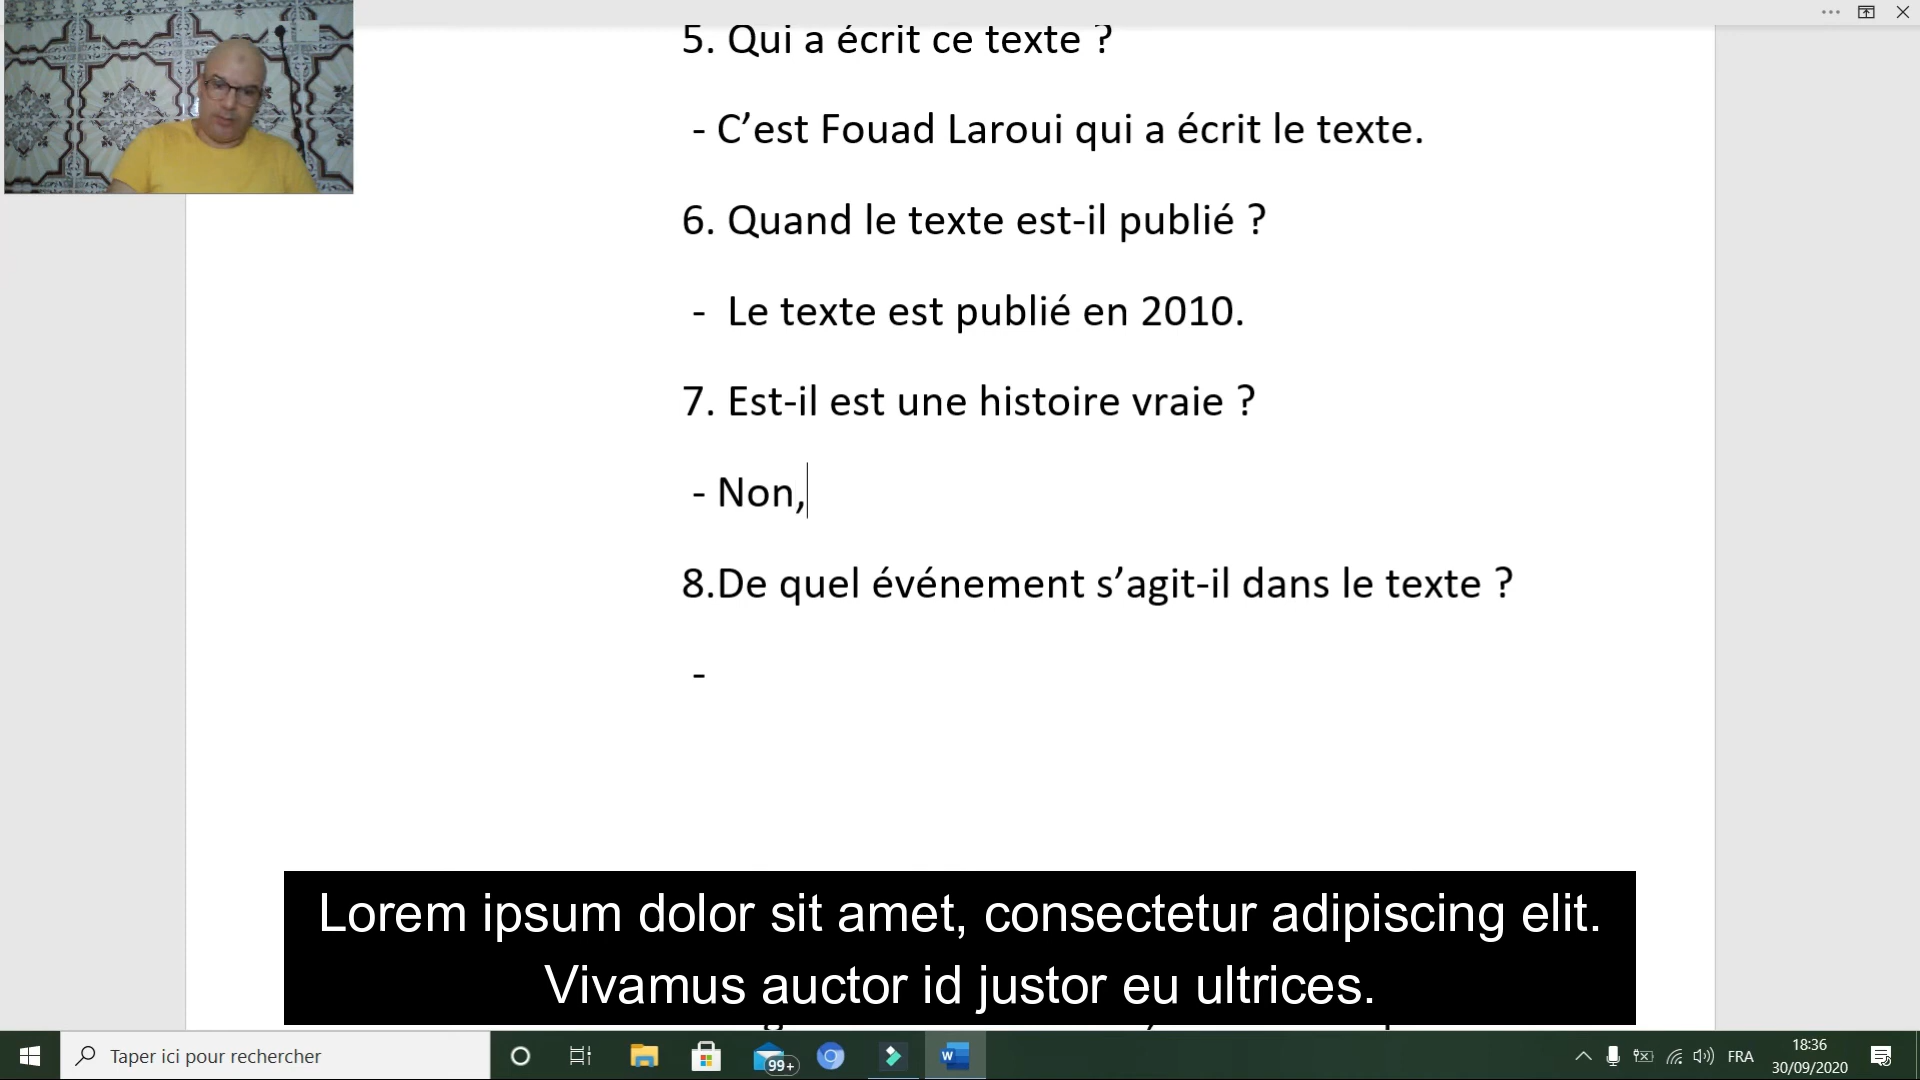 5. Qui a écrit ce texte ?
- C’est Fouad Laroui qui a écrit le texte.
6. Quand le texte est-il publié ?
- Le texte est publié en 2010.
7. Est-il est une histoire vraie ?
- Non,
8.De quel événement s’agit-il dans le texte ?
-
Lorem ipsum dolor sit amet, consectetur adipiscing elit.
Vivamus auctor id justor eu ultrices.
Taper ici pour rechercher
99+
W
FRA
18:36
30/09/2020